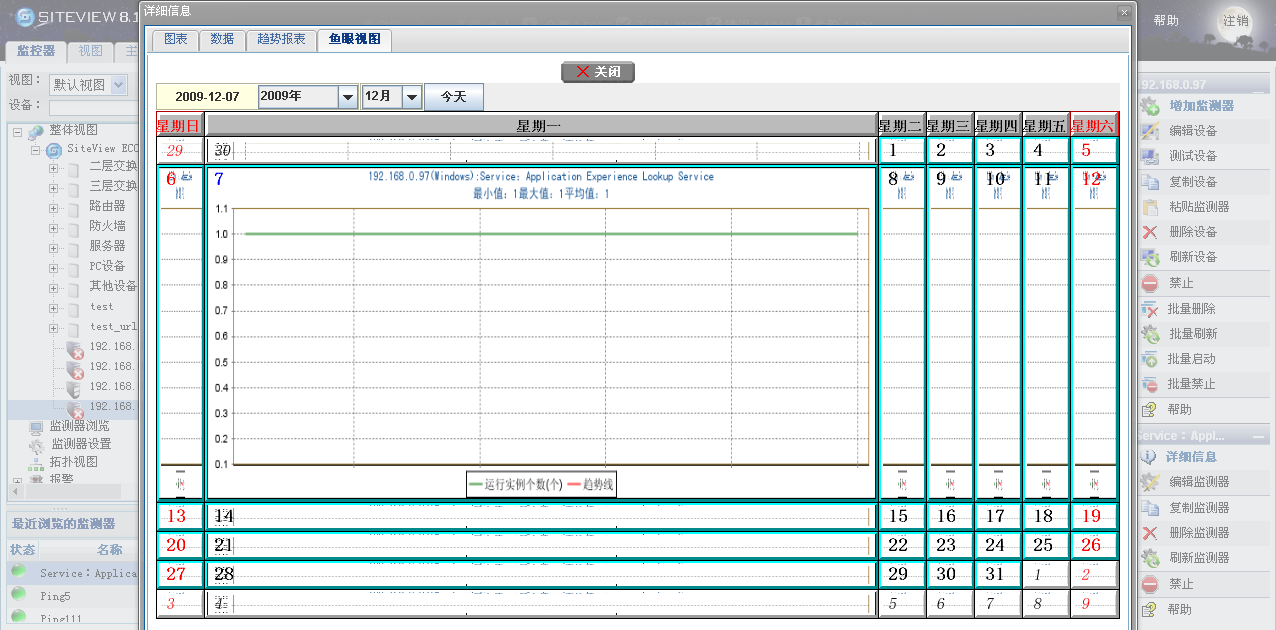 SITEVIEW 8.1
监控器 视图 主
视图： 默认视图
设备：
整体视图
SiteView ECC
二层交换
三层交换
路由器
防火墙
服务器
PC设备
其他设备
test
test_url
192.168.
192.168.
192.168.
192.168.
监测器浏览
监测器设置
拓扑视图
报警
最近浏览的监测器
状态 名称
Service：Applica
Ping5
Ping111
详细信息
图表 数据 趋势报表 鱼眼视图
关闭
2009-12-07 2009年 12月 今天
星期日 星期一 星期二 星期三 星期四 星期五 星期六
29 30 1 2 3 4 5
6 7 8 9 10 11 12
192.168.0.97(Windows):Service: Application Experience Lookup Service
最小值: 1最大值: 1平均值: 1
1.1
1.0
0.9
0.8
0.7
0.6
0.5
0.4
0.3
0.2
0.1
运行实例个数(个) 趋势线
13 14 15 16 17 18 19
20 21 22 23 24 25 26
27 28 29 30 31 1 2
3 4 5 6 7 8 9
帮助 注销
192.168.0.97
增加监测器
编辑设备
测试设备
复制设备
粘贴监测器
删除设备
刷新设备
禁止
批量删除
批量刷新
批量启动
批量禁止
帮助
Service：Appl...
详细信息
编辑监测器
复制监测器
删除监测器
刷新监测器
禁止
帮助